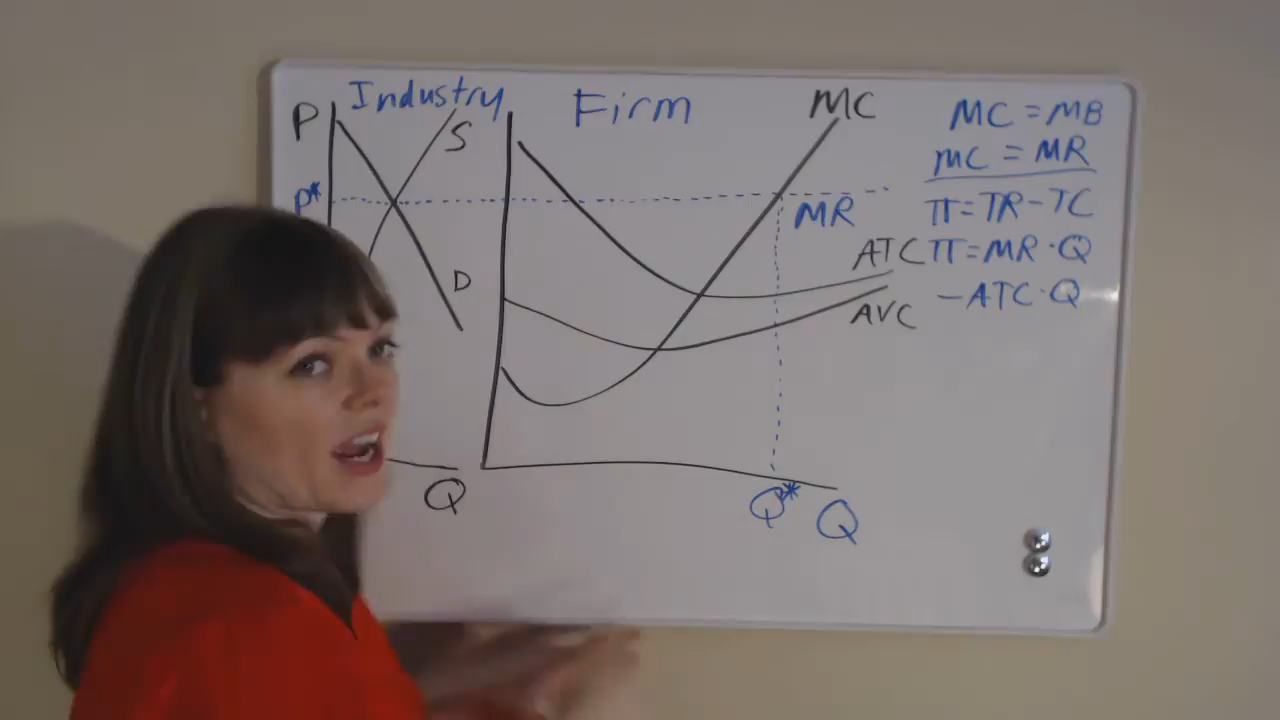 Industry
P
S
P*
D
Q
Firm
MC
MR
ATC
AVC
Q*
Q
MC = MB
MC = MR
π = TR - TC
π = MR · Q
- ATC · Q